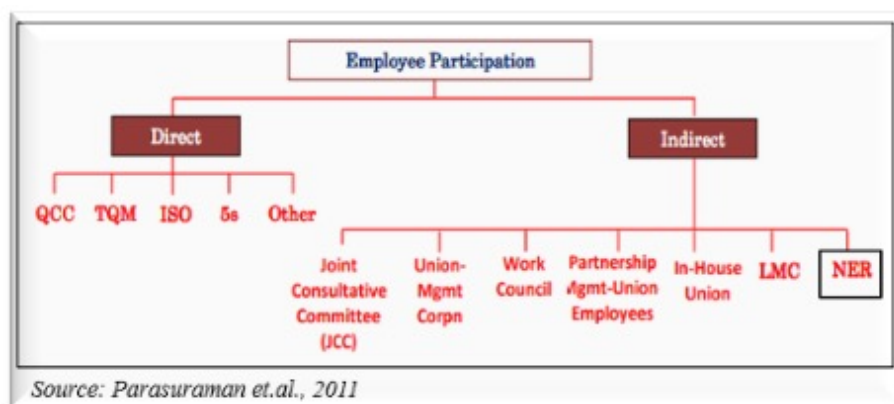 Employee Participation
Direct
Indirect
QCC TQM ISO 5s Other
Joint
Consultative
Committee
(JCC)
Union-
Mgmt
Corpn
Work
Council
Partnership
Mgmt-Union
Employees
In-House
Union
LMC
NER
Source: Parasuraman et.al., 2011